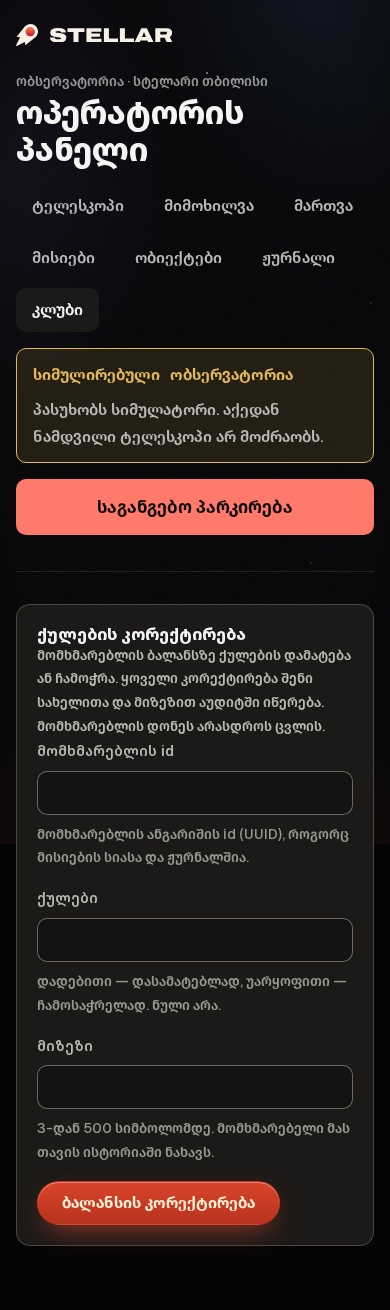 STELLAR
ობსერვატორია · სტელარი თბილისი
ოპერატორის
პანელი
ტელესკოპი მიმოხილვა მართვა
მისიები ობიექტები ჟურნალი
კლუბი
სიმულირებული ობსერვატორია
პასუხობს სიმულატორი. აქედან
ნამდვილი ტელესკოპი არ მოძრაობს.
საგანგებო პარკირება
ქულების კორექტირება
მომხმარებლის ბალანსზე ქულების დამატება
ან ჩამოჭრა. ყოველი კორექტირება შენი
სახელითა და მიზეზით აუდიტში იწერება.
მომხმარებლის დონეს არასდროს ცვლის.
მომხმარებლის id
მომხმარებლის ანგარიშის id (UUID), როგორც
მისიების სიასა და ჟურნალშია.
ქულები
დადებითი — დასამატებლად, უარყოფითი —
ჩამოსაჭრელად. ნული არა.
მიზეზი
3-დან 500 სიმბოლომდე. მომხმარებელი მას
თავის ისტორიაში ნახავს.
ბალანსის კორექტირება